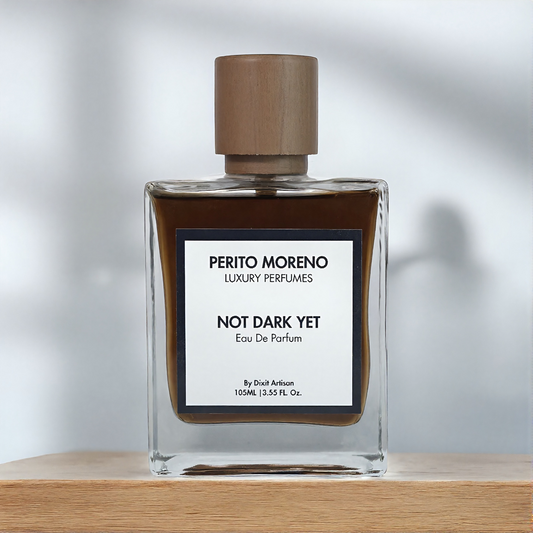 PERITO MORENO
LUXURY PERFUMES
NOT DARK YET
Eau De Parfum
By Dixit Artisan
105ML |3.55 FL. Oz.